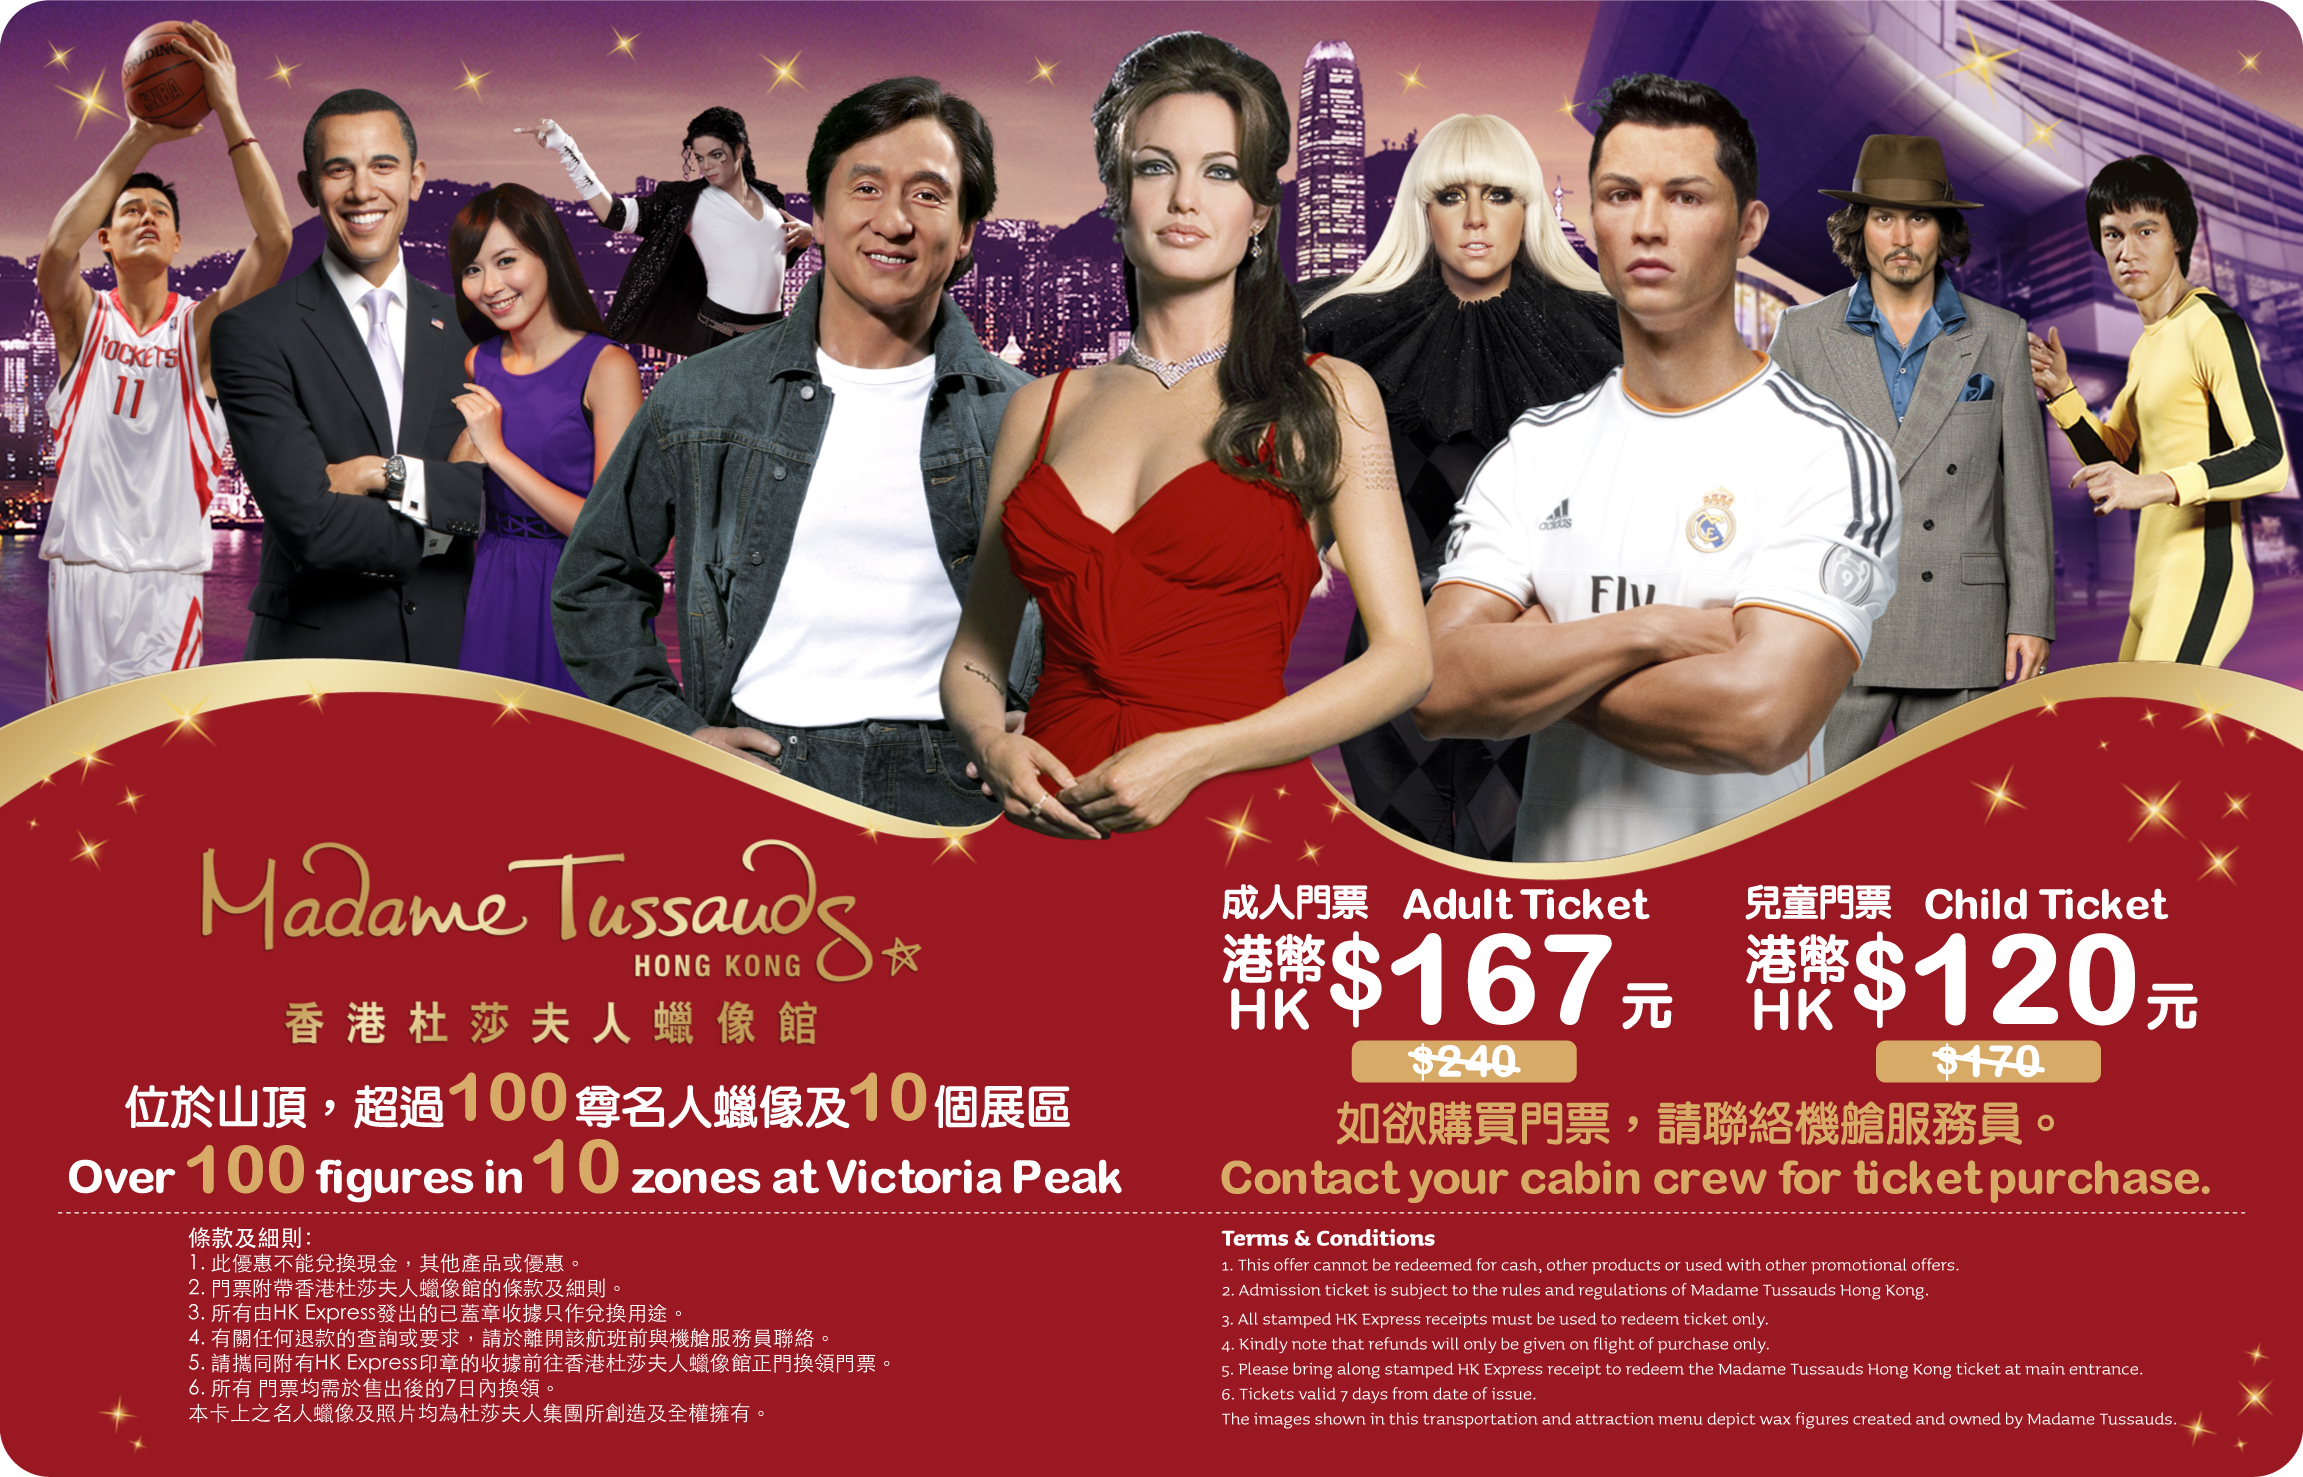 SPALDING
NBA
ROCKETS
11
adidas
Fly
Madame Tussauds
HONG KONG
香港杜莎夫人蠟像館
位於山頂，超過100尊名人蠟像及10個展區
Over 100 figures in 10 zones at Victoria Peak
成人門票 Adult Ticket
港幣 HK $167元
$240
兒童門票 Child Ticket
港幣 HK $120元
$170
如欲購買門票，請聯絡機艙服務員。
Contact your cabin crew for ticket purchase.
條款及細則：
1. 此優惠不能兌換現金，其他產品或優惠。
2. 門票附帶香港杜莎夫人蠟像館的條款及細則。
3. 所有由HK Express發出的已蓋章收據只作兌換用途。
4. 有關任何退款的查詢或要求，請於離開該航班前與機艙服務員聯絡。
5. 請攜同附有HK Express印章的收據前往香港杜莎夫人蠟像館正門換領門票。
6. 所有 門票均需於售出後的7日內換領。
本卡上之名人蠟像及照片均為杜莎夫人集團所創造及全權擁有。
Terms & Conditions
1. This offer cannot be redeemed for cash, other products or used with other promotional offers.
2. Admission ticket is subject to the rules and regulations of Madame Tussauds Hong Kong.
3. All stamped HK Express receipts must be used to redeem ticket only.
4. Kindly note that refunds will only be given on flight of purchase only.
5. Please bring along stamped HK Express receipt to redeem the Madame Tussauds Hong Kong ticket at main entrance.
6. Tickets valid 7 days from date of issue.
The images shown in this transportation and attraction menu depict wax figures created and owned by Madame Tussauds.